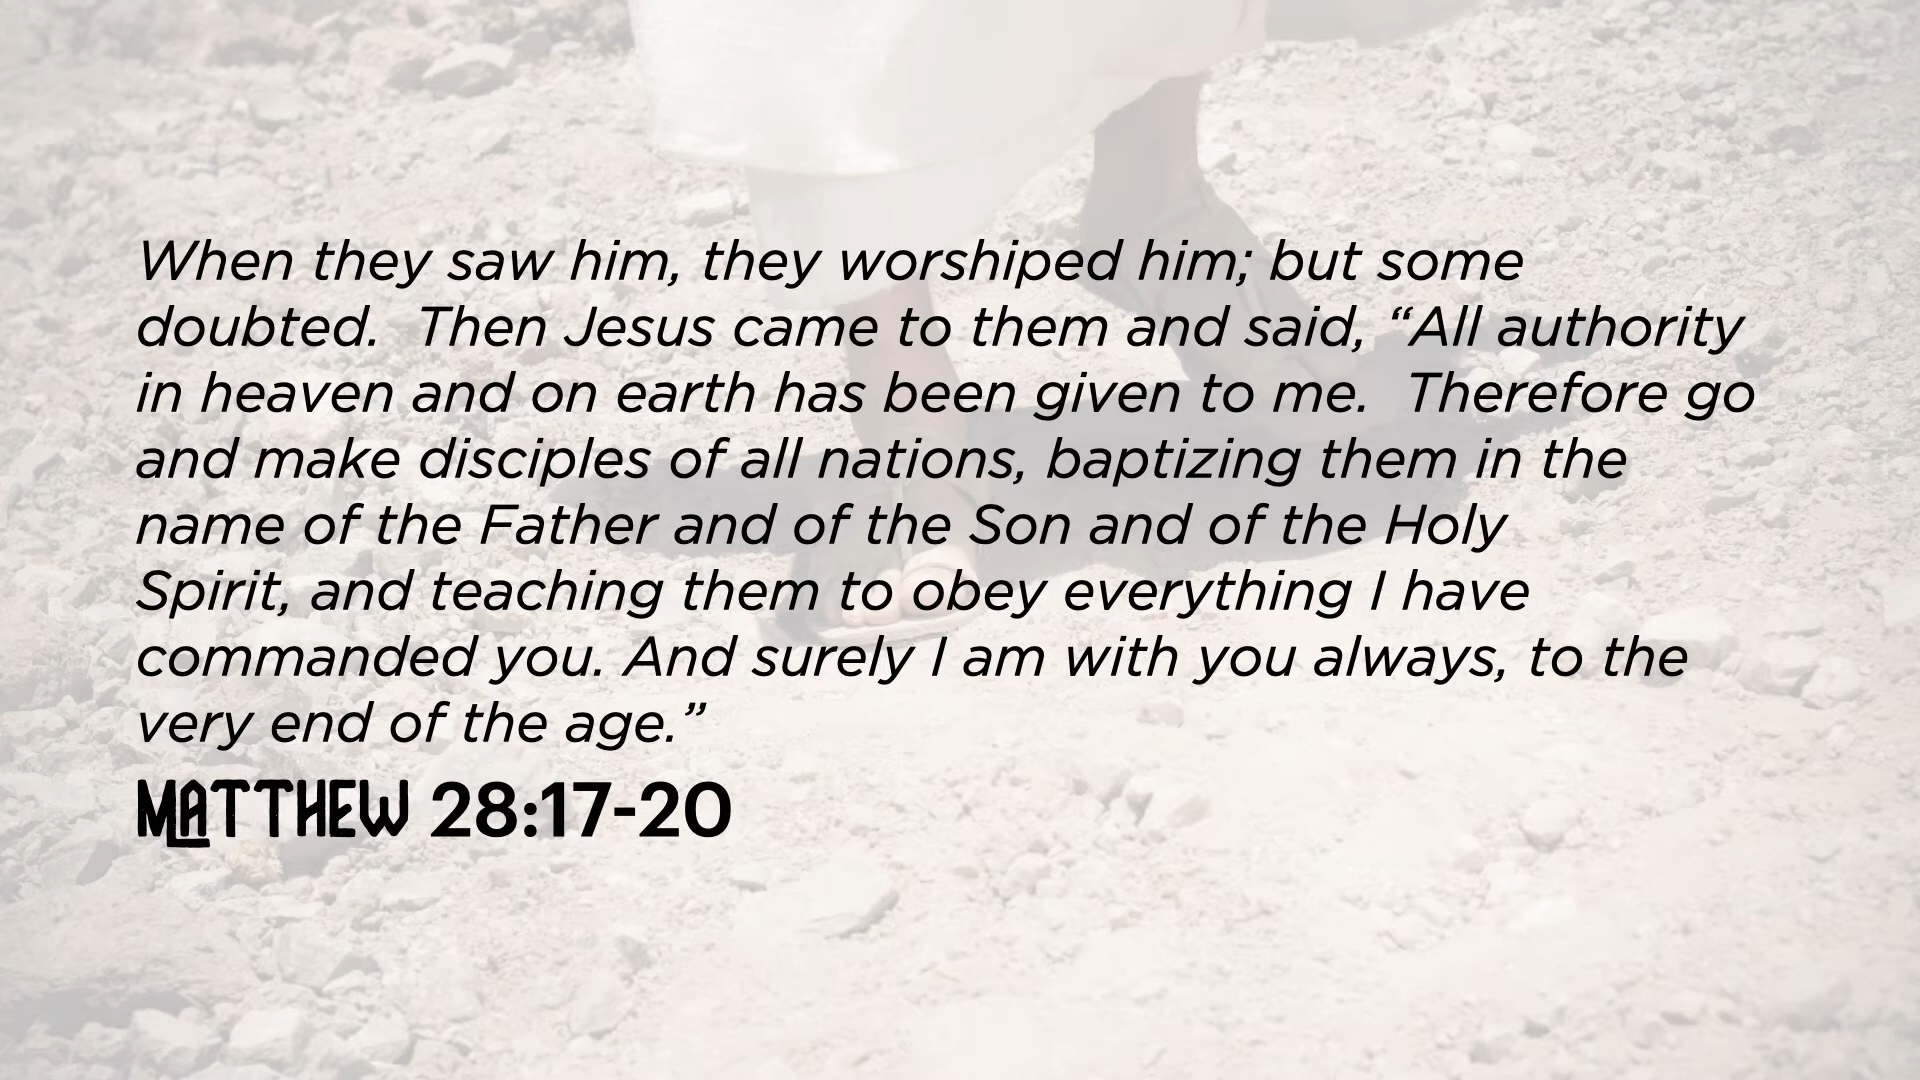 When they saw him, they worshiped him; but some
doubted.  Then Jesus came to them and said, “All authority
in heaven and on earth has been given to me.  Therefore go
and make disciples of all nations, baptizing them in the
name of the Father and of the Son and of the Holy
Spirit, and teaching them to obey everything I have
commanded you. And surely I am with you always, to the
very end of the age.”
MATTHEW 28:17-20